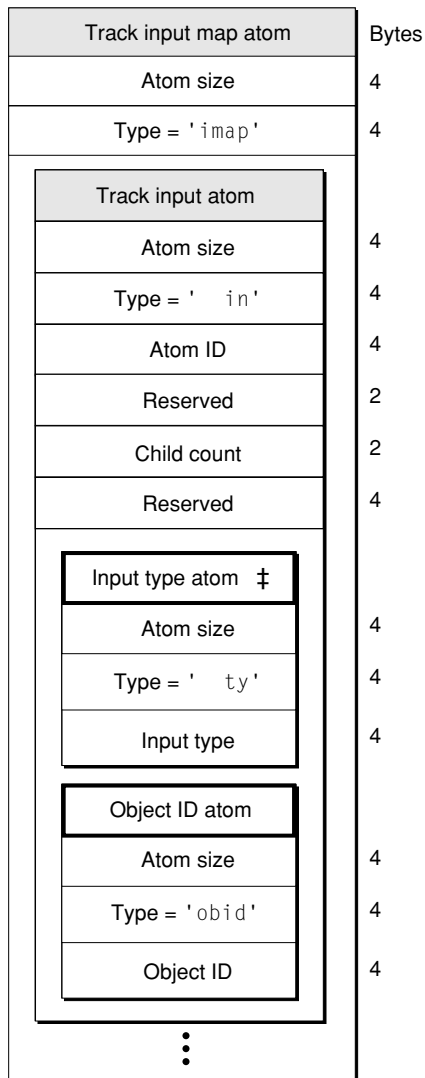 Track input map atom Bytes
Atom size 4
Type = 'imap' 4
Track input atom
Atom size 4
Type = '  in' 4
Atom ID 4
Reserved 2
Child count 2
Reserved 4
Input type atom ‡
Atom size 4
Type = '  ty' 4
Input type 4
Object ID atom
Atom size 4
Type = 'obid' 4
Object ID 4